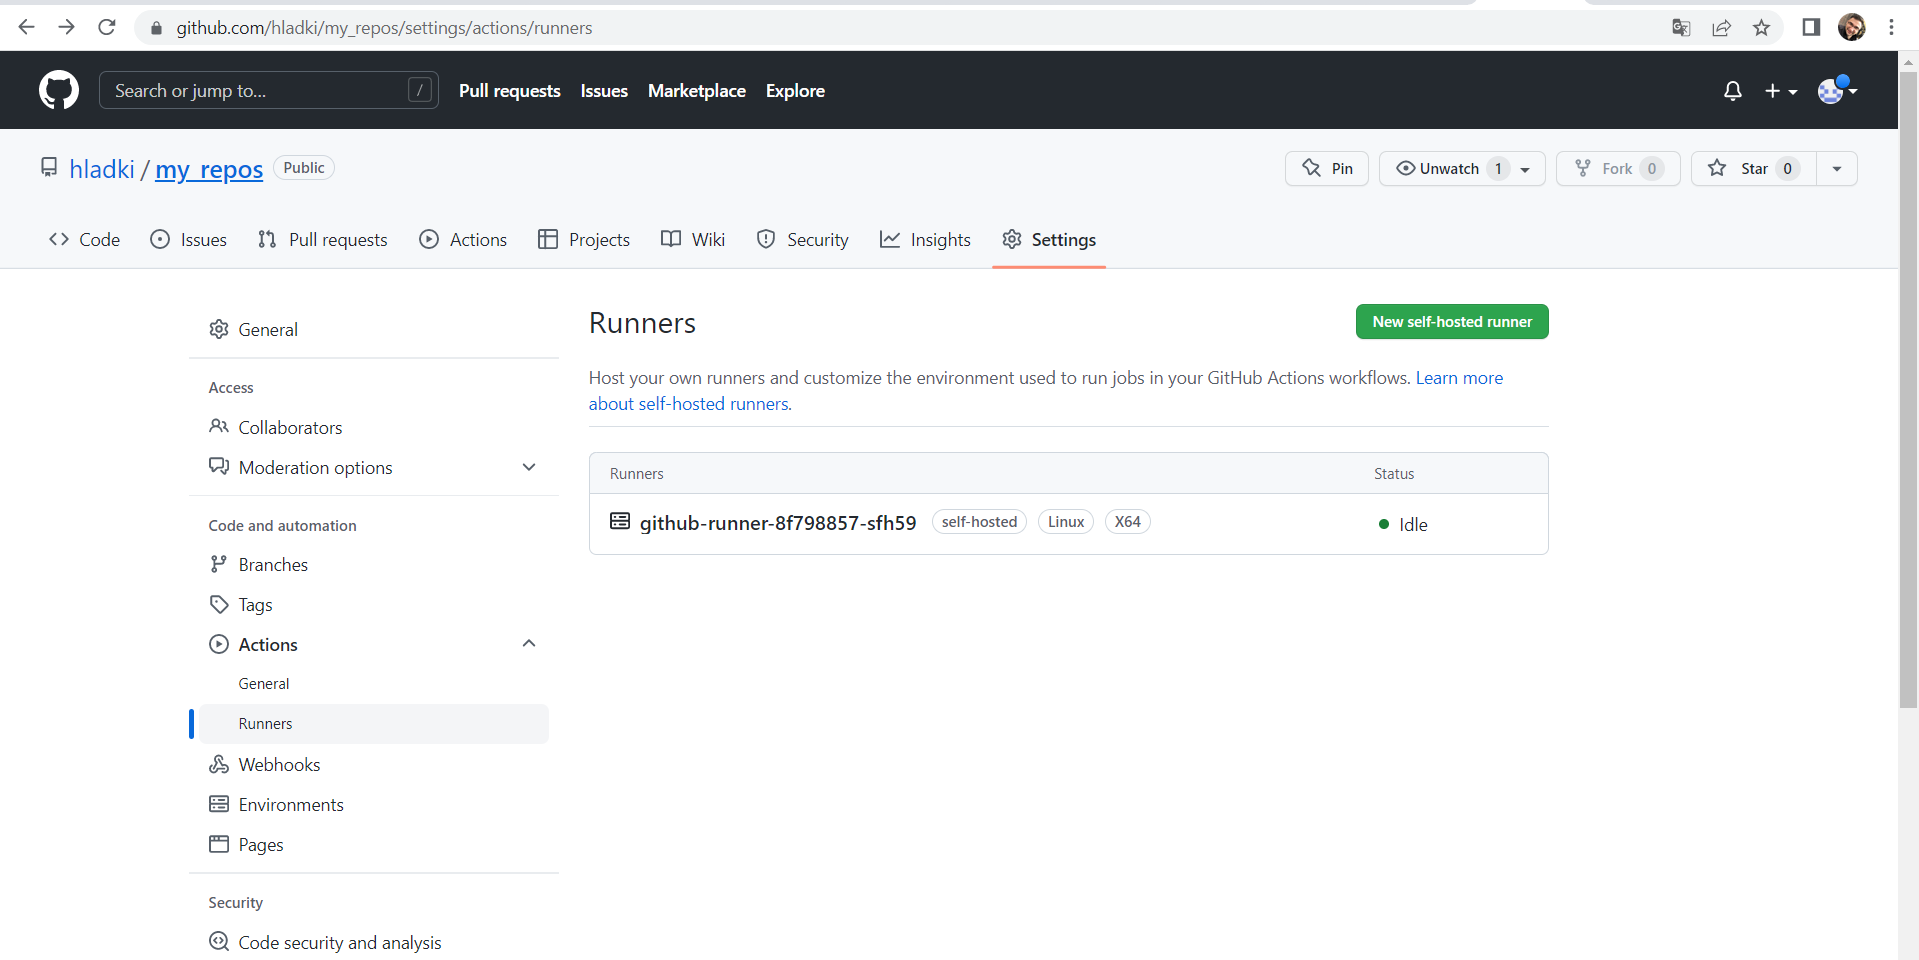 github.com/hladki/my_repos/settings/actions/runners
Search or jump to... /
Pull requests Issues Marketplace Explore
hladki / my_repos Public
Pin Unwatch 1 Fork 0 Star 0
Code Issues Pull requests Actions Projects Wiki Security Insights Settings
General
Access
Collaborators
Moderation options
Code and automation
Branches
Tags
Actions
General
Runners
Webhooks
Environments
Pages
Security
Code security and analysis
Runners
New self-hosted runner
Host your own runners and customize the environment used to run jobs in your GitHub Actions workflows. Learn more
about self-hosted runners.
Runners Status
github-runner-8f798857-sfh59 self-hosted Linux X64 Idle